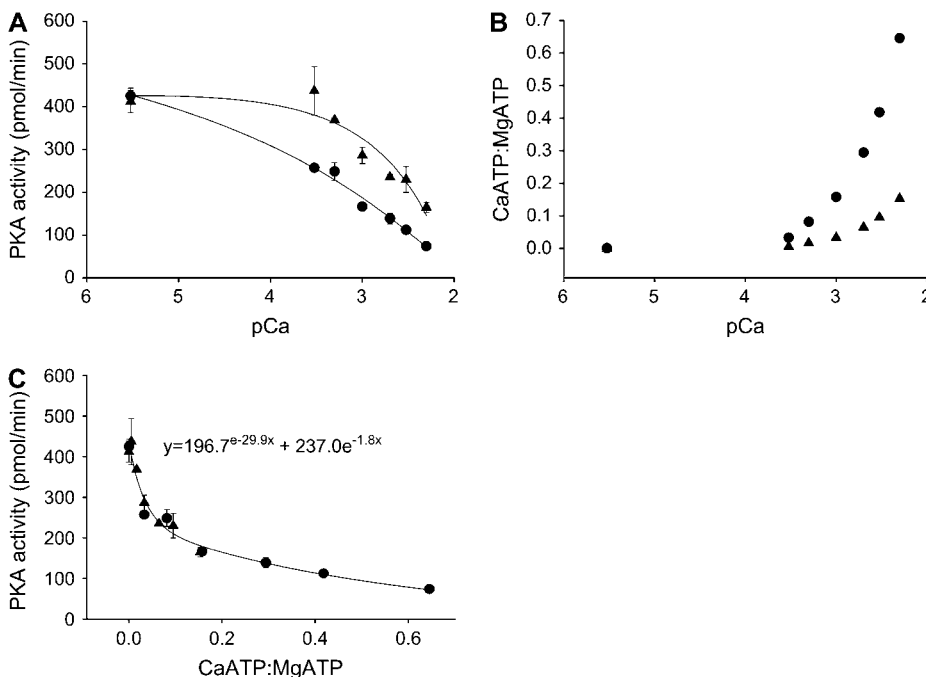 A
600
500
400
300
200
100
0
PKA activity (pmol/min)
6 5 4 3 2
pCa
B
0.7
0.6
0.5
0.4
0.3
0.2
0.1
0.0
CaATP:MgATP
6 5 4 3 2
pCa
C
600
500
400
300
200
100
0
PKA activity (pmol/min)
y=196.7e-29.9x + 237.0e-1.8x
0.0 0.2 0.4 0.6
CaATP:MgATP